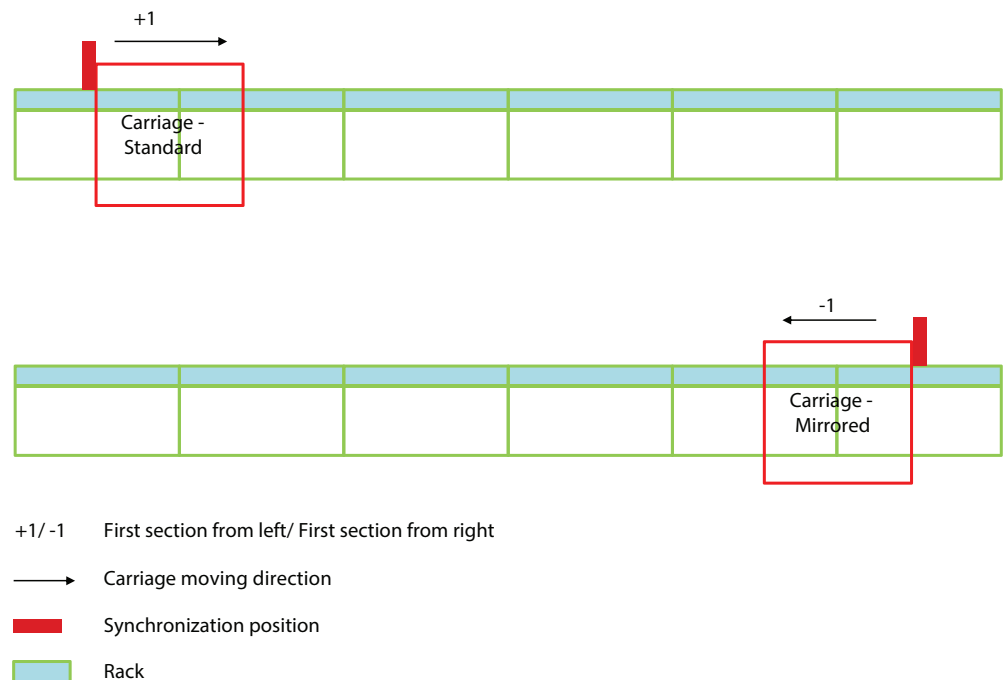 +1
Carriage -
Standard
-1
Carriage -
Mirrored
+1/ -1 First section from left/ First section from right
Carriage moving direction
Synchronization position
Rack